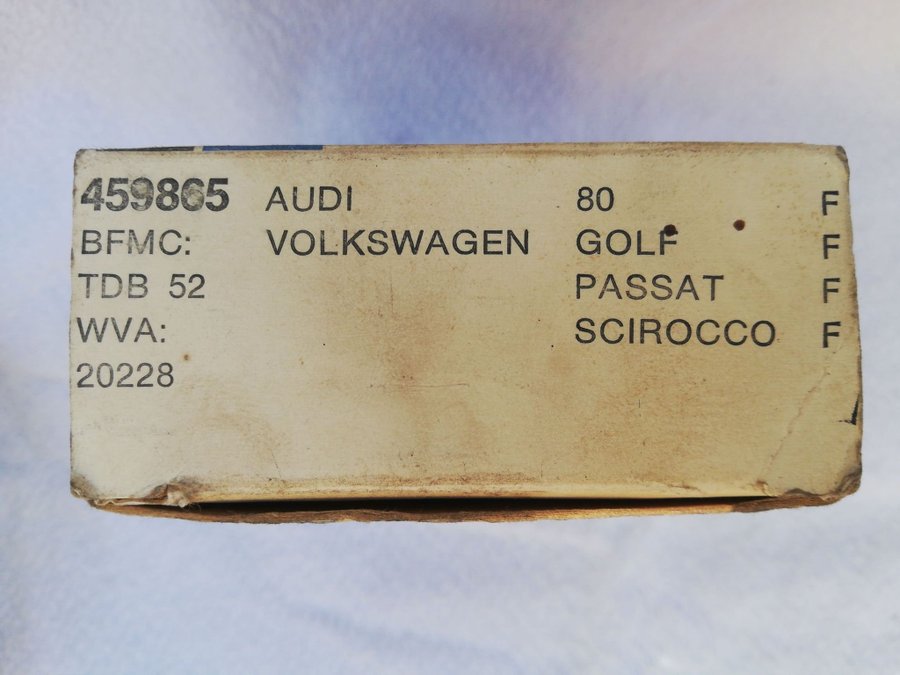 459865 AUDI 80 F
BFMC: VOLKSWAGEN GOLF F
TDB 52 PASSAT F
WVA: SCIROCCO F
20228